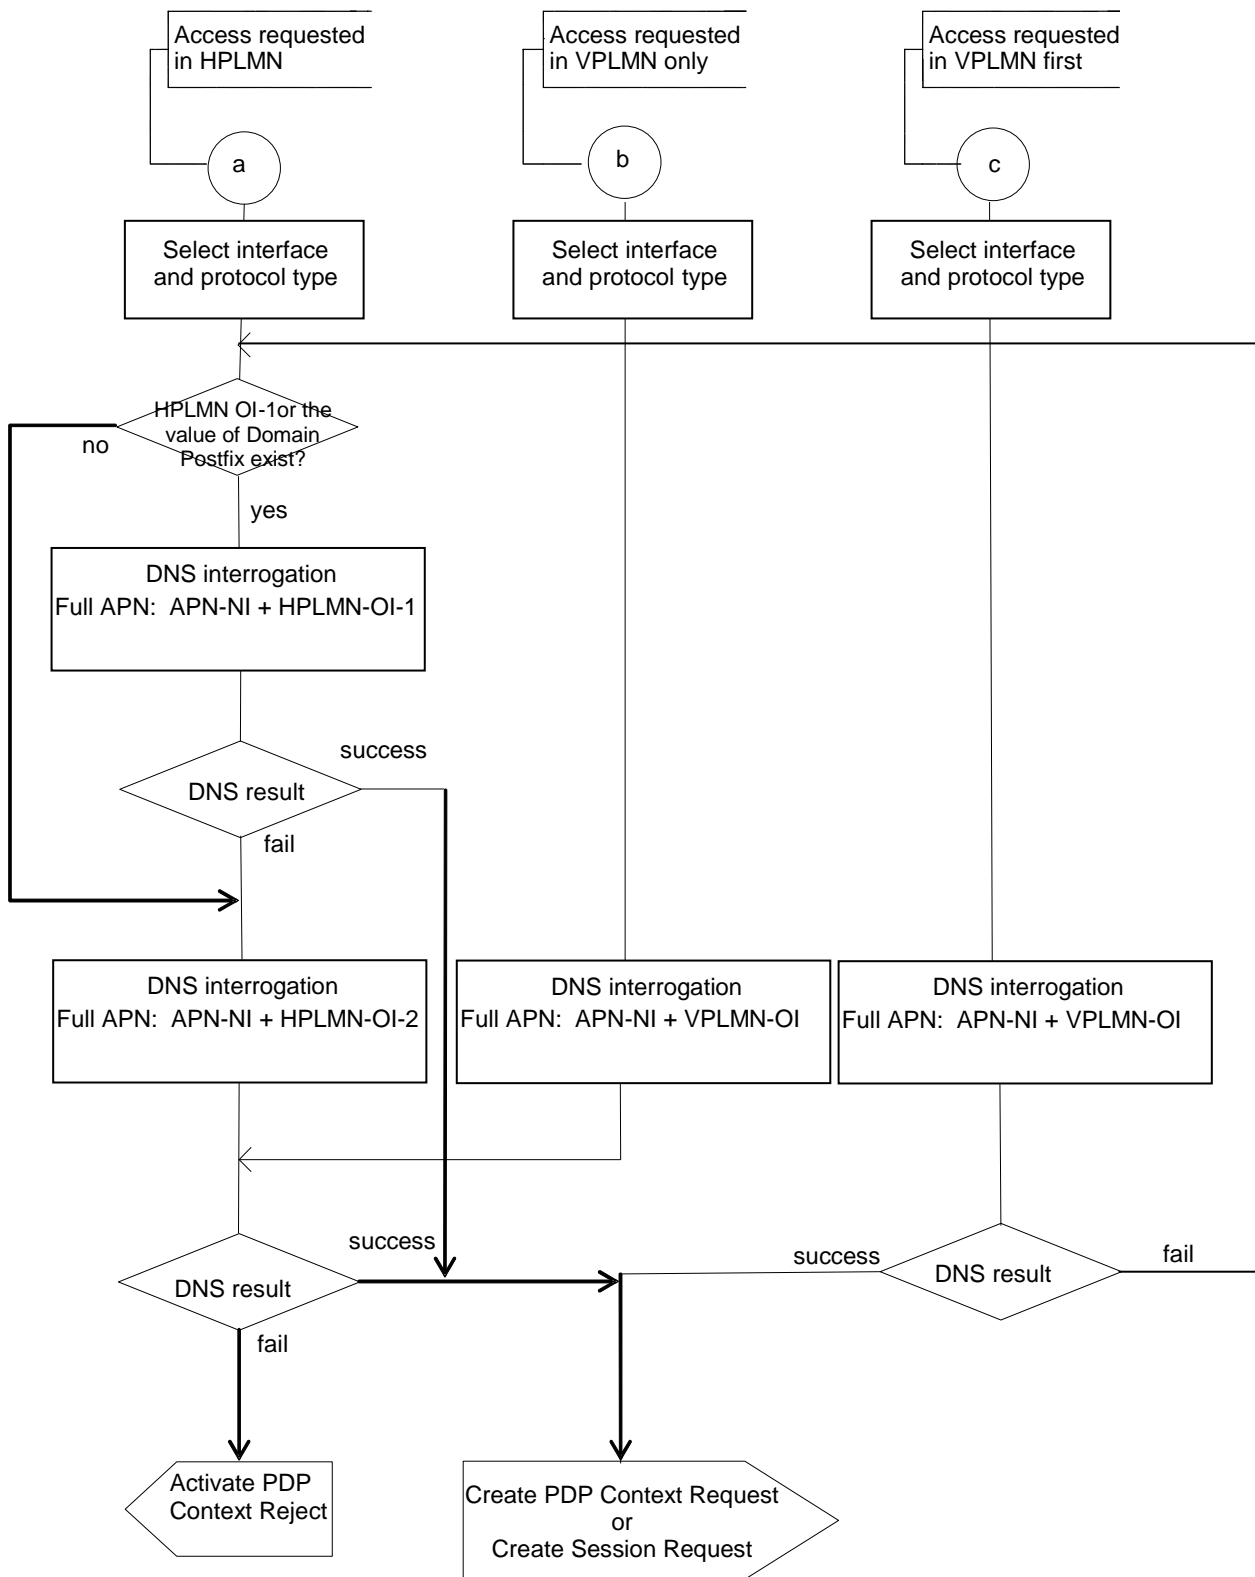 Access requested
in HPLMN
Access requested
in VPLMN only
Access requested
in VPLMN first
a
b
c
Select interface
and protocol type
Select interface
and protocol type
Select interface
and protocol type
HPLMN OI-1or the
value of Domain
Postfix exist?
no
yes
DNS interrogation
Full APN: APN-NI + HPLMN-OI-1
success
DNS result
fail
DNS interrogation
Full APN: APN-NI + HPLMN-OI-2
DNS interrogation
Full APN: APN-NI + VPLMN-OI
DNS interrogation
Full APN: APN-NI + VPLMN-OI
success
DNS result
fail
success
DNS result
fail
Activate PDP
Context Reject
Create PDP Context Request
or
Create Session Request